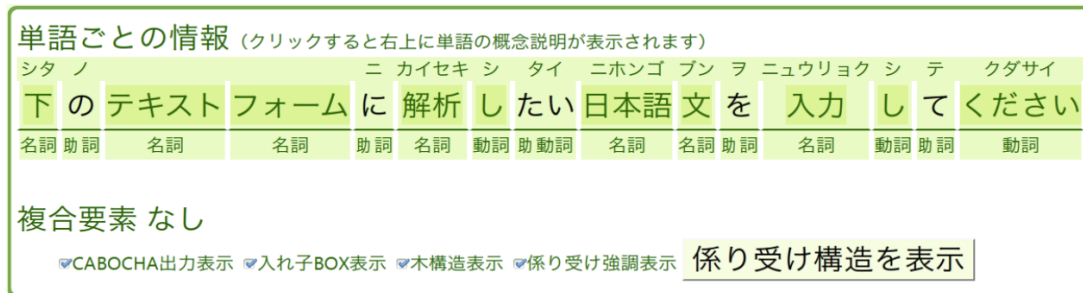 単語ごとの情報 (クリックすると右上に単語の概念説明が表示されます)
シタ ノ ニ カイセキ シ タイ ニホンゴ ブン ヲ ニュウリョク シ テ クダサイ
下 の テキスト フォーム に 解析 し たい 日本語 文 を 入力 し て ください
名詞 助詞 名詞 名詞 助詞 名詞 動詞 助動詞 名詞 名詞 助詞 名詞 動詞 助詞 動詞
複合要素 なし
CABOCHA出力表示 入れ子BOX表示 木構造表示 係り受け強調表示 係り受け構造を表示